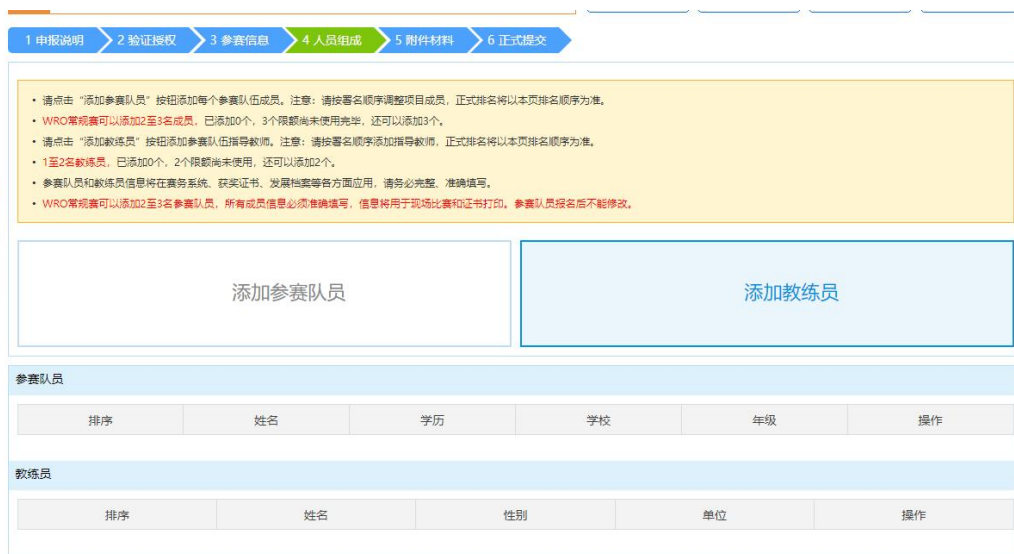 1 申报说明 2 验证授权 3 参赛信息 4 人员组成 5 附件材料 6 正式提交
• 请点击“添加参赛队员”按钮添加每个参赛队伍成员。注意：请按署名顺序调整项目成员，正式排名将以本页排名顺序为准。
• WRO常规赛可以添加2至3名成员，已添加0个，3个限额尚未使用完毕，还可以添加3个。
• 请点击“添加教练员”按钮添加参赛队伍指导教师。注意：请按署名顺序添加指导教师，正式排名将以本页排名顺序为准。
• 1至2名教练员，已添加0个，2个限额尚未使用，还可以添加2个。
• 参赛队员和教练员信息将在赛务系统、获奖证书、发展档案等各方面应用，请务必完整、准确填写。
• WRO常规赛可以添加2至3名参赛队员，所有成员信息必须准确填写，信息将用于现场比赛和证书打印。参赛队员报名后不能修改。
添加参赛队员 添加教练员
参赛队员
排序 姓名 学历 学校 年级 操作
教练员
排序 姓名 性别 单位 操作